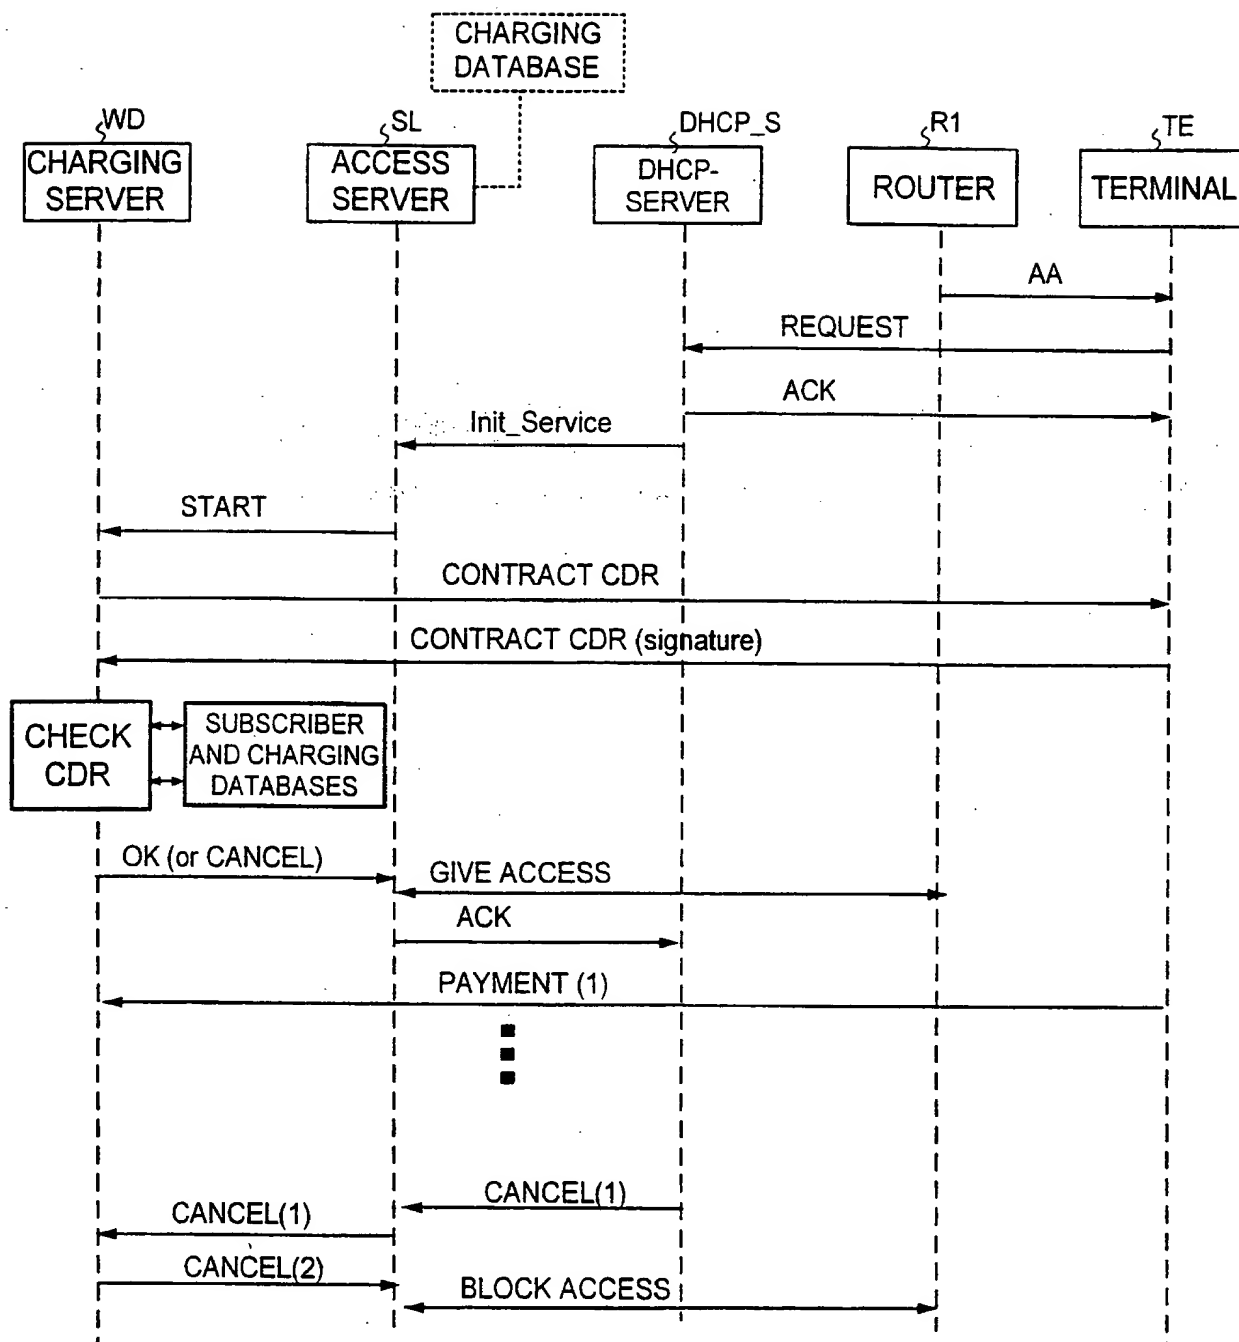 CHARGING
DATABASE
WD
SL
DHCP_S
R1
TE
CHARGING
SERVER
ACCESS
SERVER
DHCP-
SERVER
ROUTER
TERMINAL
AA
REQUEST
ACK
Init_Service
START
CONTRACT CDR
CONTRACT CDR (signature)
CHECK
CDR
SUBSCRIBER
AND CHARGING
DATABASES
OK (or CANCEL)
GIVE ACCESS
ACK
PAYMENT (1)
CANCEL(1)
CANCEL(1)
CANCEL(2)
BLOCK ACCESS